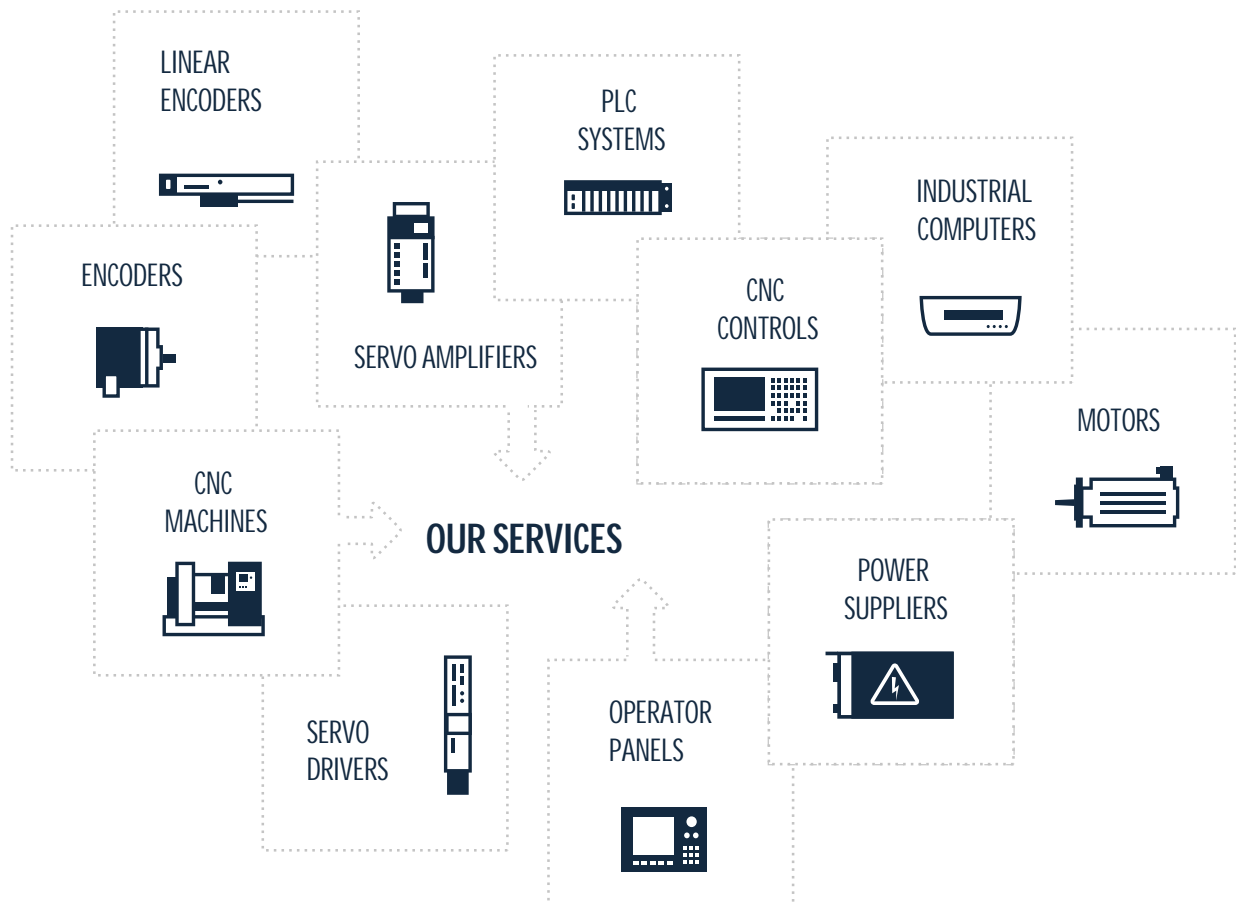 LINEAR
ENCODERS
PLC
SYSTEMS
INDUSTRIAL
COMPUTERS
ENCODERS
CNC
CONTROLS
SERVO AMPLIFIERS
MOTORS
CNC
MACHINES
OUR SERVICES
POWER
SUPPLIERS
OPERATOR
PANELS
SERVO
DRIVERS